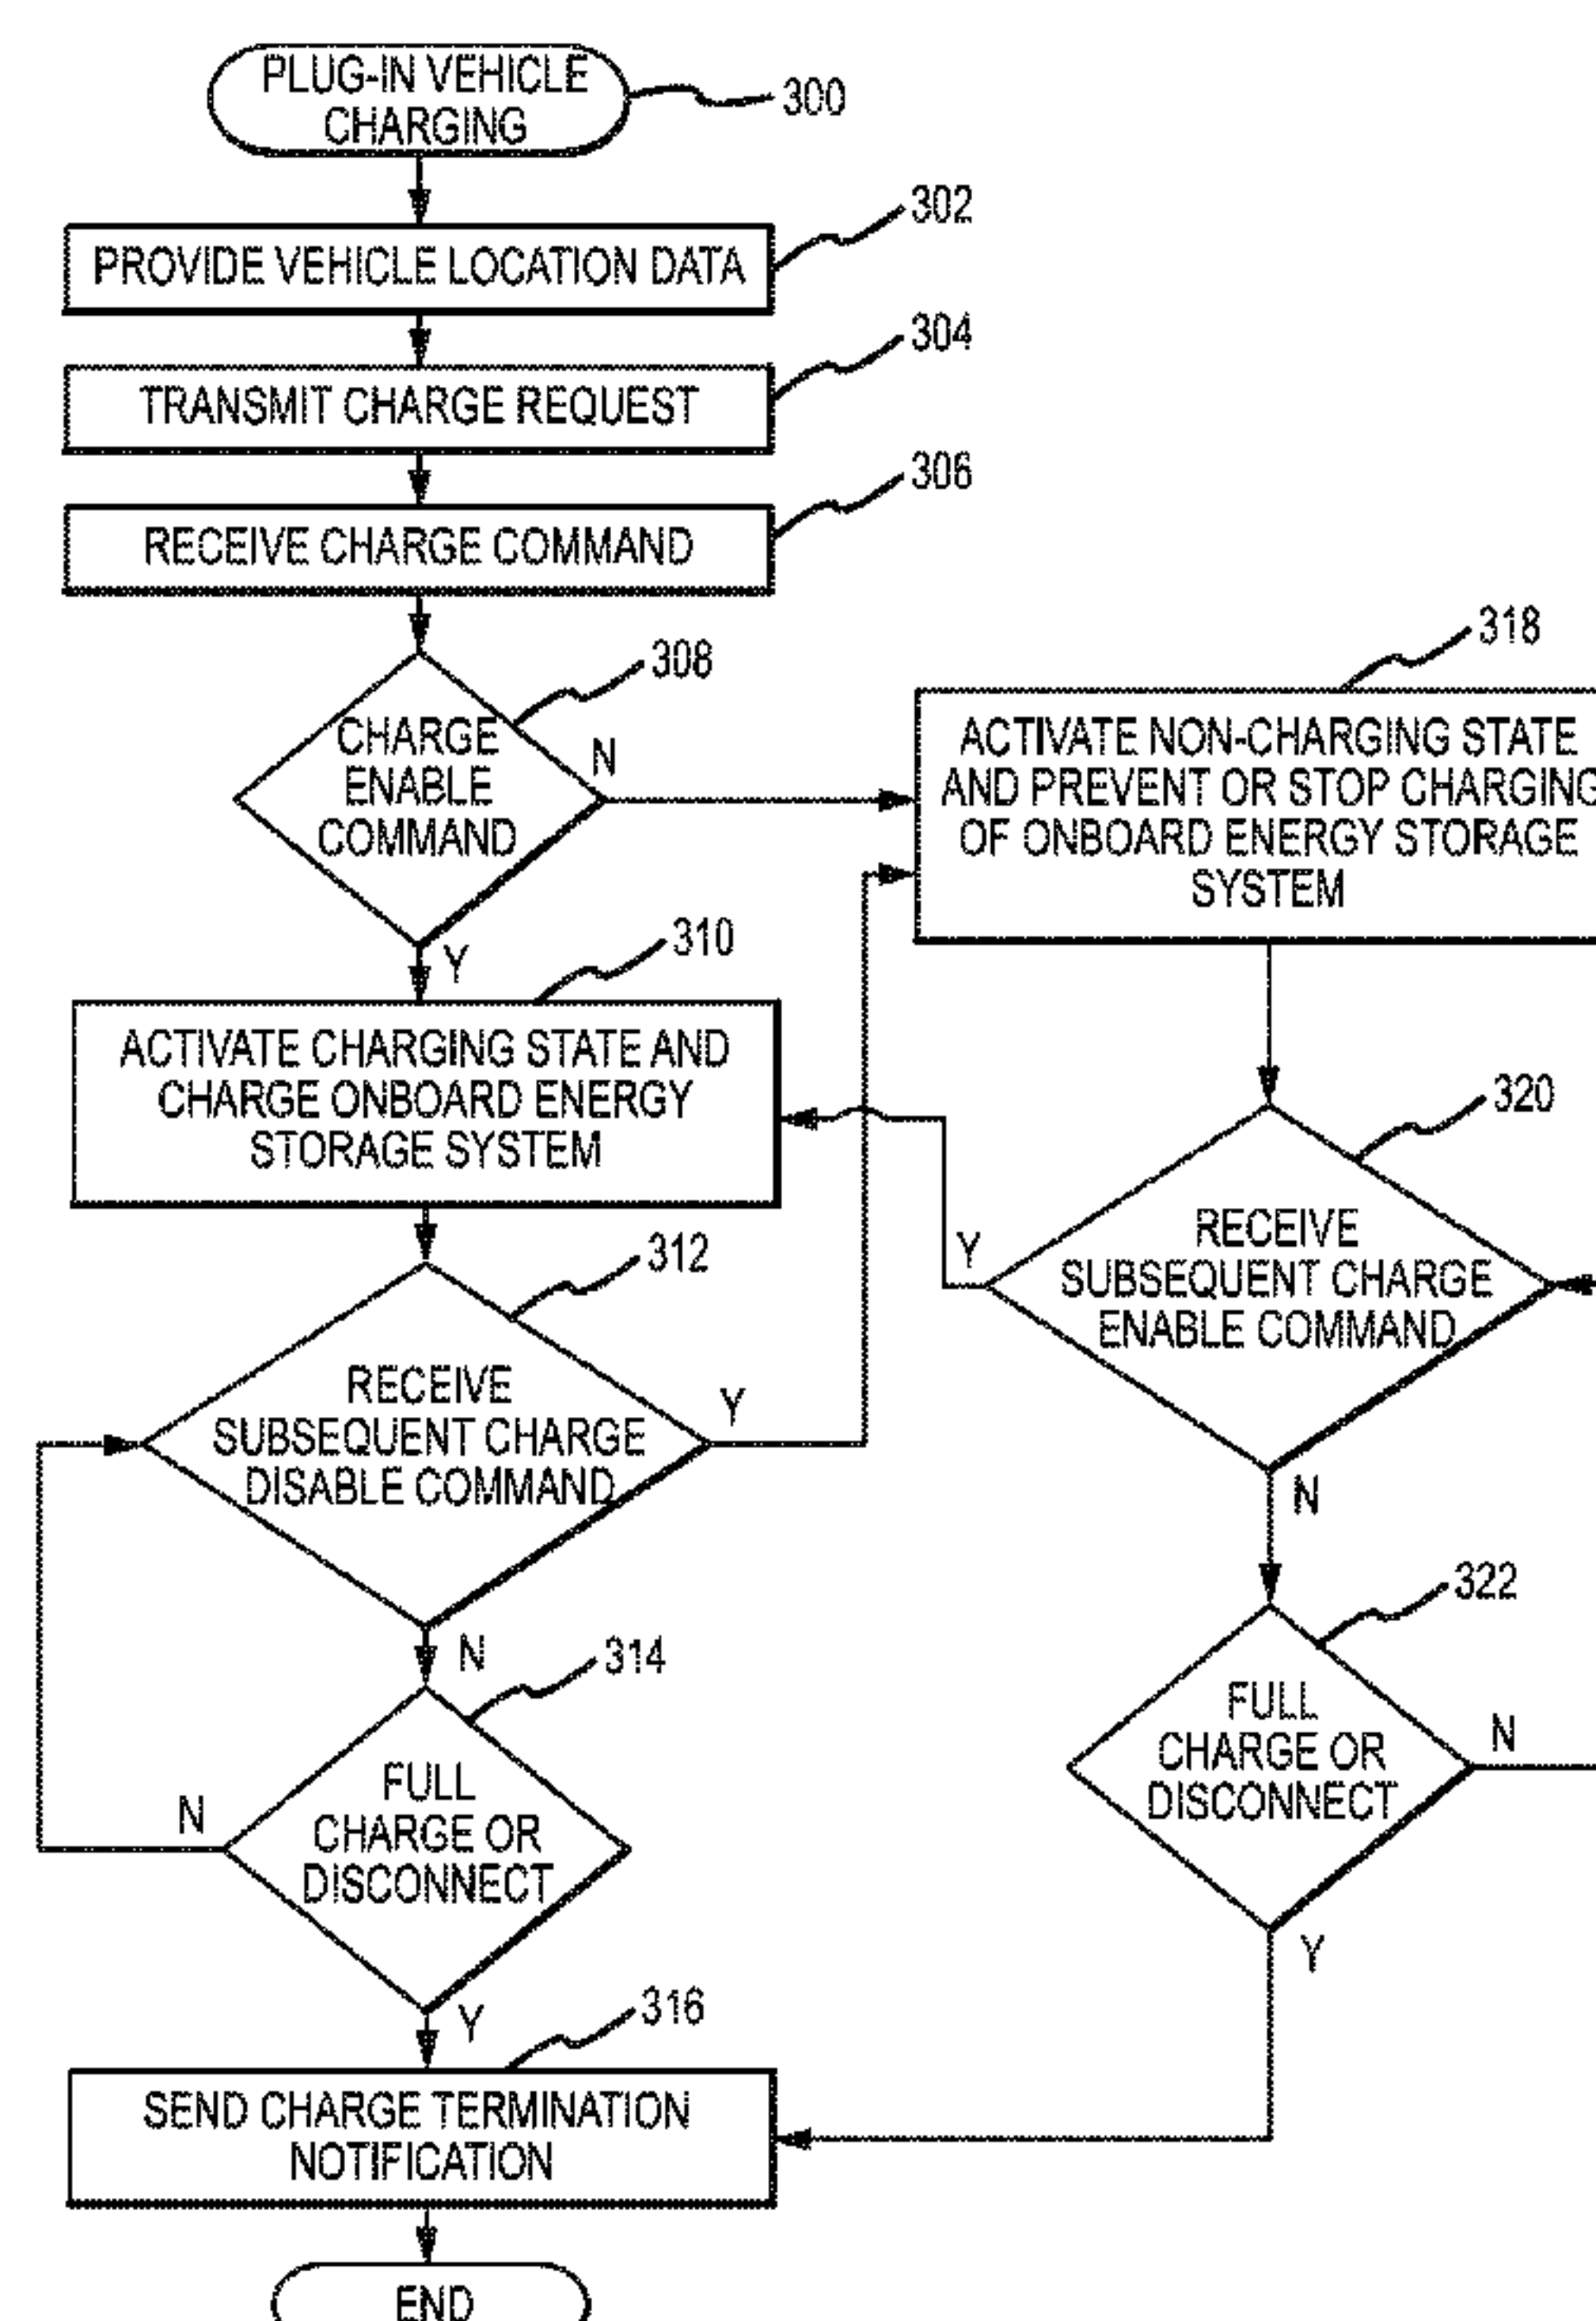 PLUG-IN VEHICLE
CHARGING
300
302
PROVIDE VEHICLE LOCATION DATA
304
TRANSMIT CHARGE REQUEST
306
RECEIVE CHARGE COMMAND
308
CHARGE
ENABLE
COMMAND
N
Y
318
ACTIVATE NON-CHARGING STATE
AND PREVENT OR STOP CHARGING
OF ONBOARD ENERGY STORAGE
SYSTEM
310
ACTIVATE CHARGING STATE AND
CHARGE ONBOARD ENERGY
STORAGE SYSTEM
320
RECEIVE
SUBSEQUENT CHARGE
ENABLE COMMAND
Y
N
312
RECEIVE
SUBSEQUENT CHARGE
DISABLE COMMAND
Y
N
322
FULL
CHARGE OR
DISCONNECT
N
Y
314
FULL
CHARGE OR
DISCONNECT
N
Y
316
SEND CHARGE TERMINATION
NOTIFICATION
END